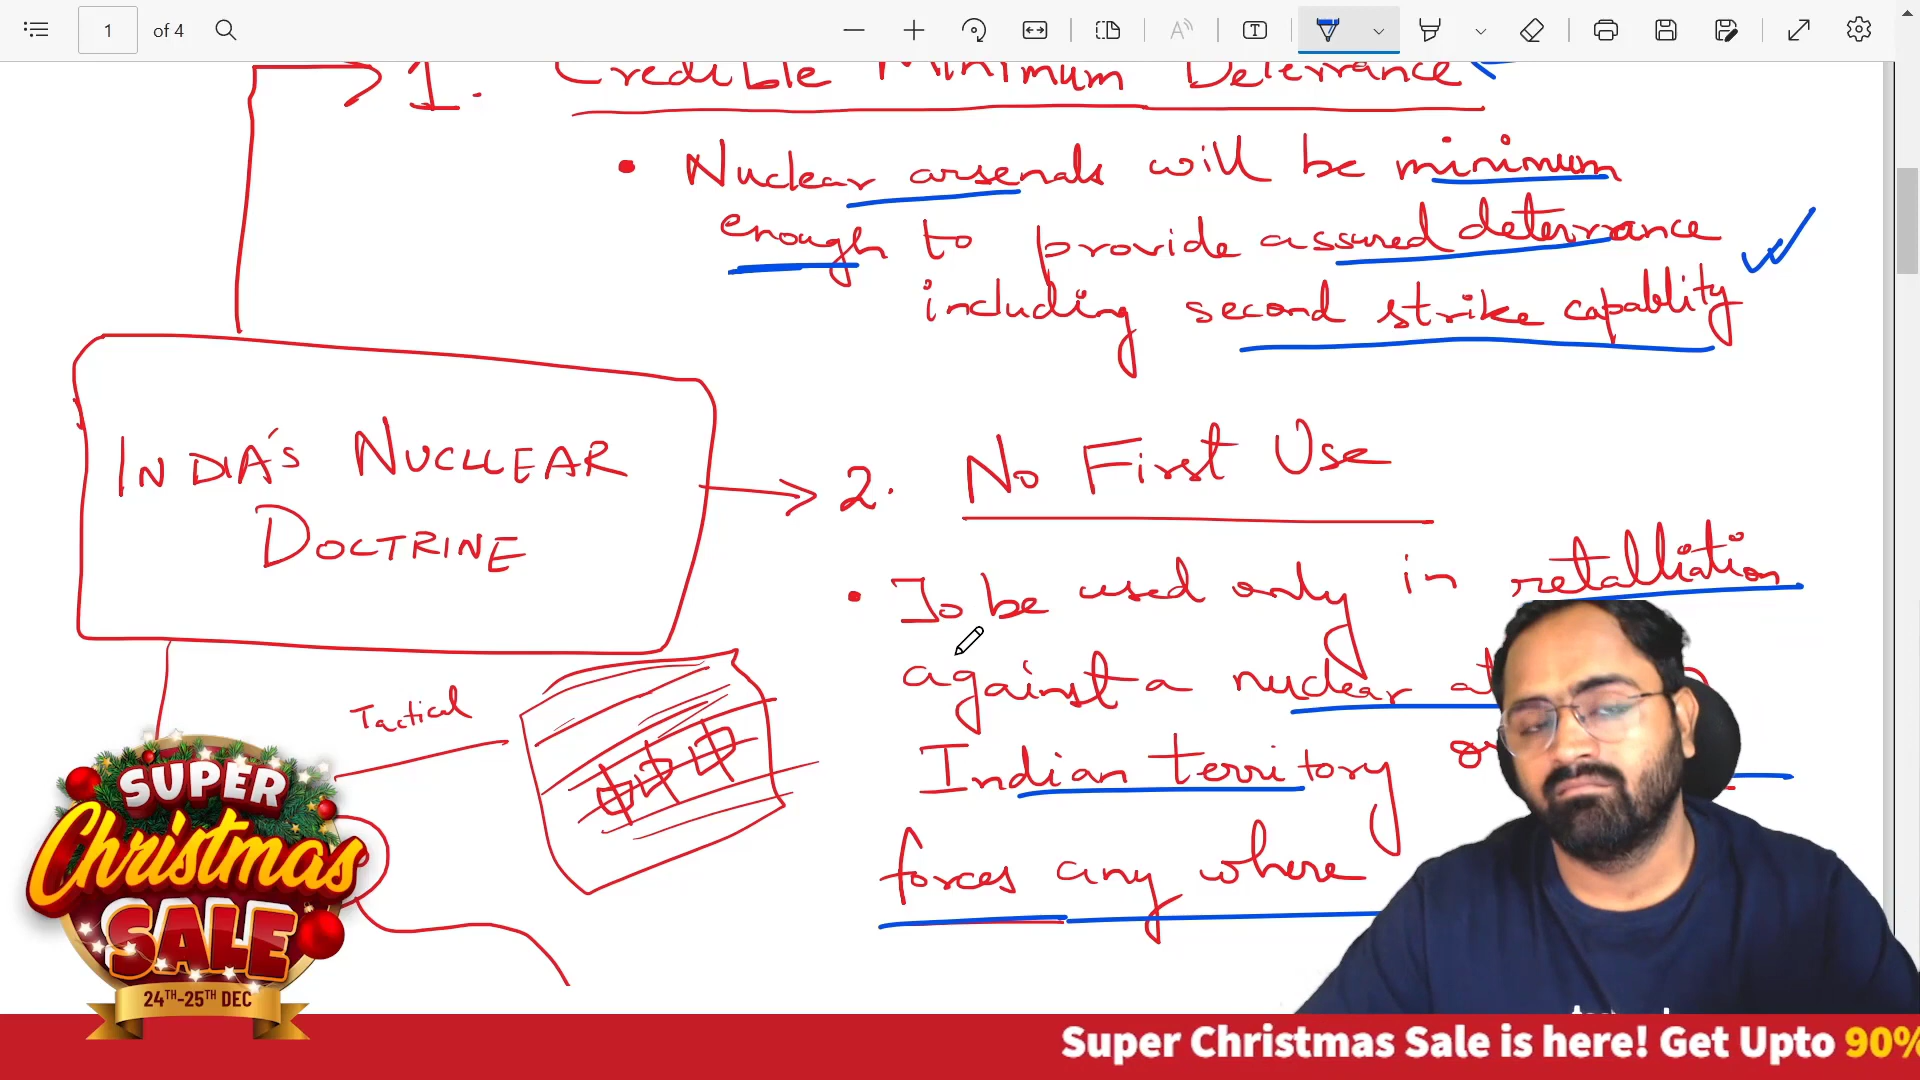 1
of 4
1. Credible Minimum Deterrance
• Nuclear arsenals will be minimum
enough to provide assured deterrance
including second strike capablity
INDIA'S NUCLEAR
DOCTRINE
2. No First Use
• To be used only in retalliation
against a nuclear
Indian territory or
forces any where
Tactical
SUPER
Christmas
SALE
24TH-25TH DEC
Super Christmas Sale is here! Get Upto 90%